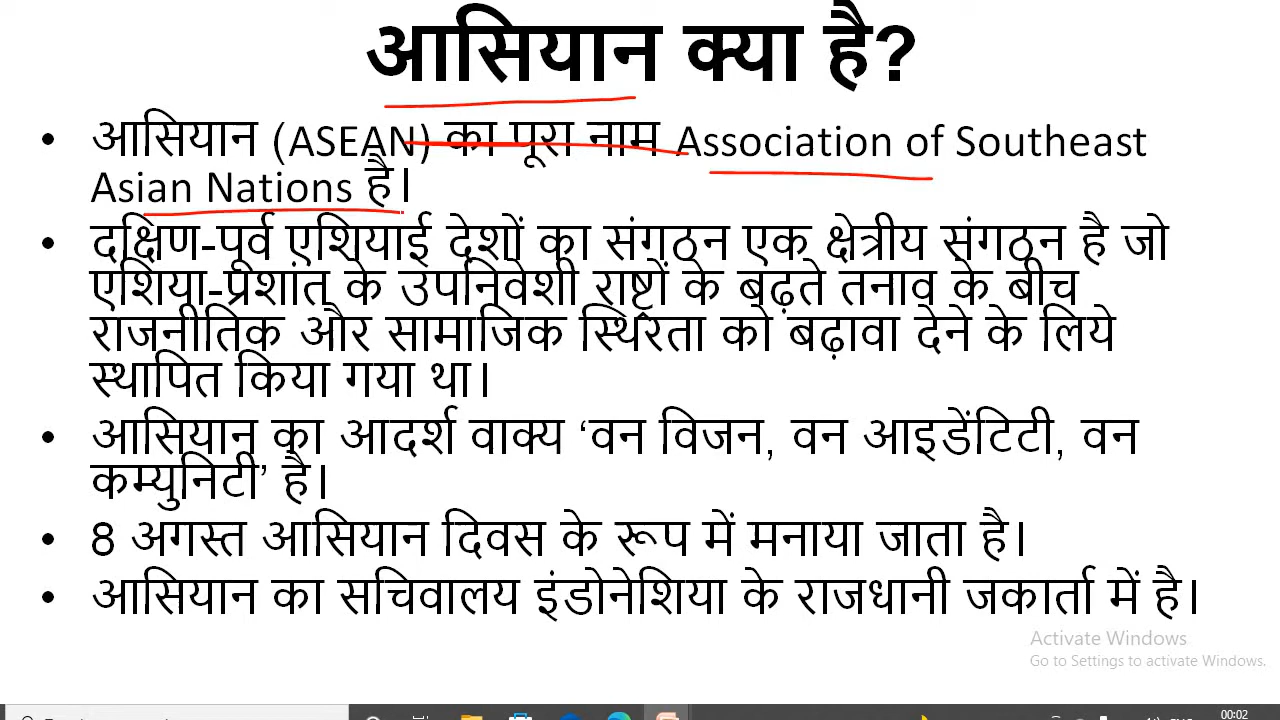 आसियान क्या है?
• आसियान (ASEAN) का पूरा नाम Association of Southeast
Asian Nations है।
• दक्षिण-पूर्व एशियाई देशों का संगठन एक क्षेत्रीय संगठन है जो
एशिया-प्रशांत के उपनिवेशी राष्ट्रों के बढ़ते तनाव के बीच
राजनीतिक और सामाजिक स्थिरता को बढ़ावा देने के लिये
स्थापित किया गया था।
• आसियान का आदर्श वाक्य ‘वन विजन, वन आइडेंटिटी, वन
कम्युनिटी’ है।
• 8 अगस्त आसियान दिवस के रूप में मनाया जाता है।
• आसियान का सचिवालय इंडोनेशिया के राजधानी जकार्ता में है।
Activate Windows
Go to Settings to activate Windows.
00:02